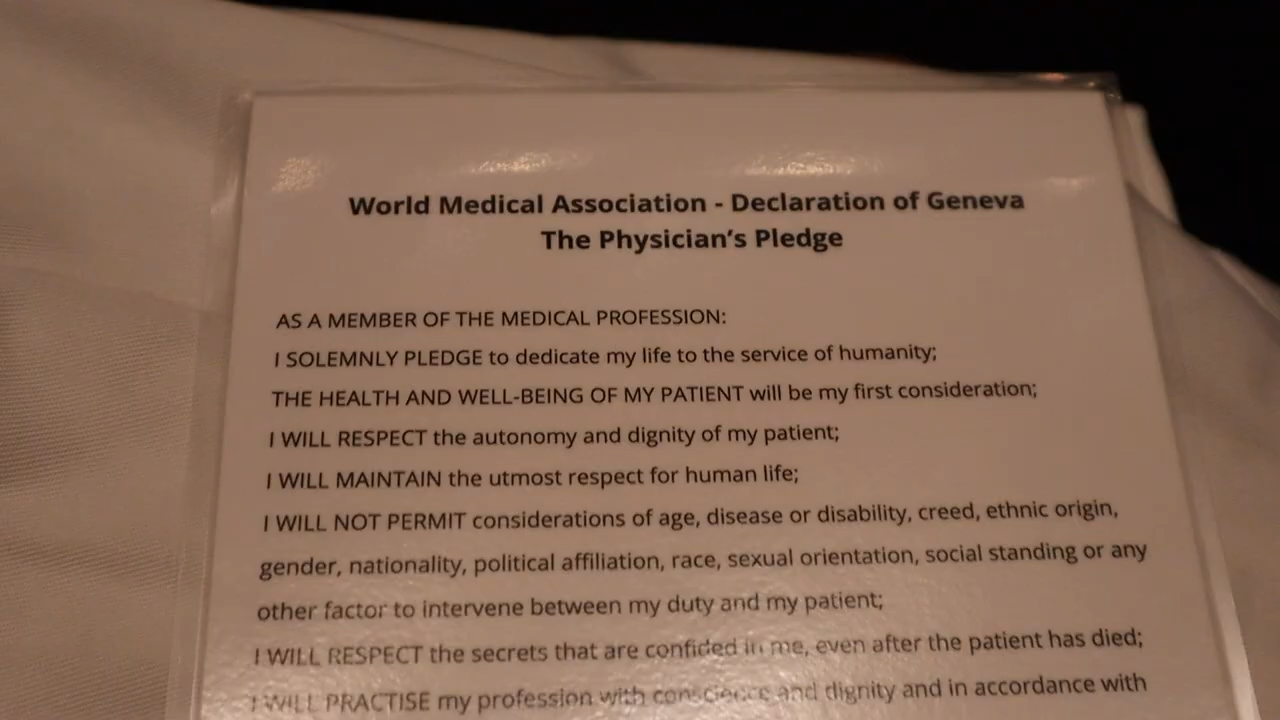 World Medical Association - Declaration of Geneva
The Physician’s Pledge
AS A MEMBER OF THE MEDICAL PROFESSION:
I SOLEMNLY PLEDGE to dedicate my life to the service of humanity;
THE HEALTH AND WELL-BEING OF MY PATIENT will be my first consideration;
I WILL RESPECT the autonomy and dignity of my patient;
I WILL MAINTAIN the utmost respect for human life;
I WILL NOT PERMIT considerations of age, disease or disability, creed, ethnic origin,
gender, nationality, political affiliation, race, sexual orientation, social standing or any
other factor to intervene between my duty and my patient;
I WILL RESPECT the secrets that are confided in me, even after the patient has died;
I WILL PRACTISE my profession with conscience and dignity and in accordance with